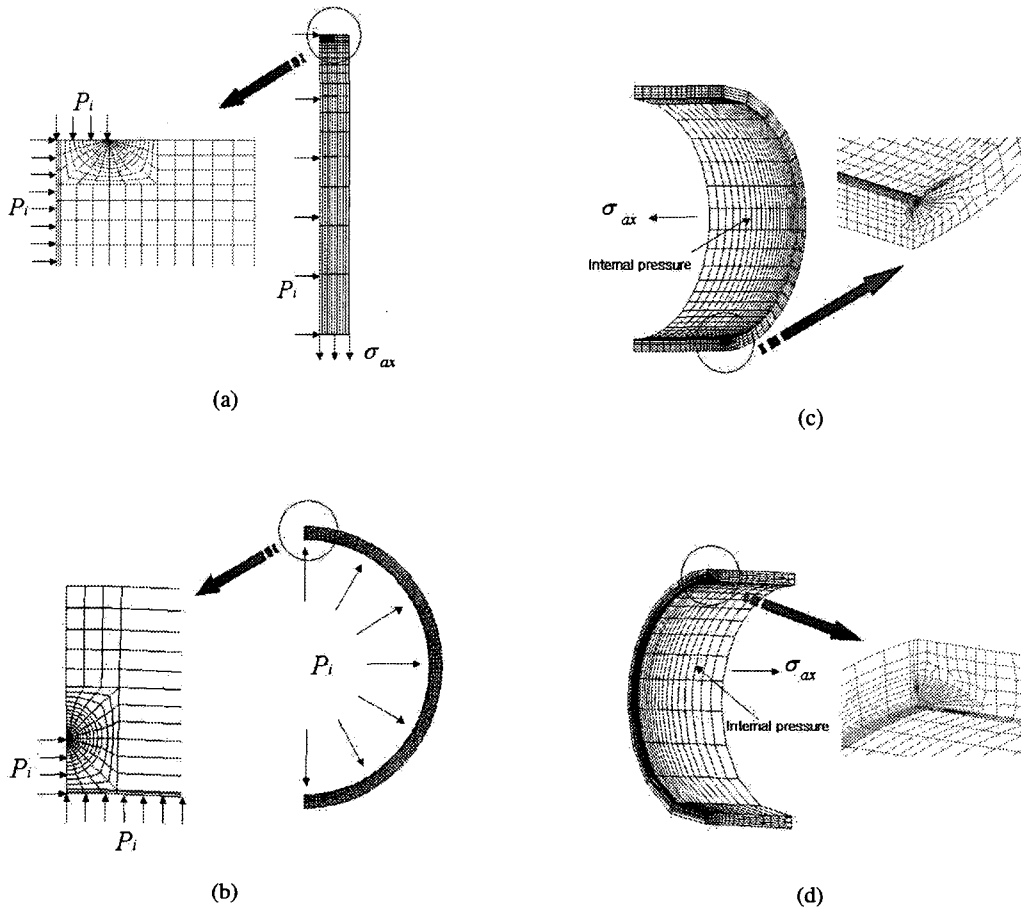 P_i
P_i
P_i
σ_ax
(a)
σ_ax
Internal pressure
(c)
P_i
P_i
P_i
(b)
σ_ax
Internal pressure
(d)